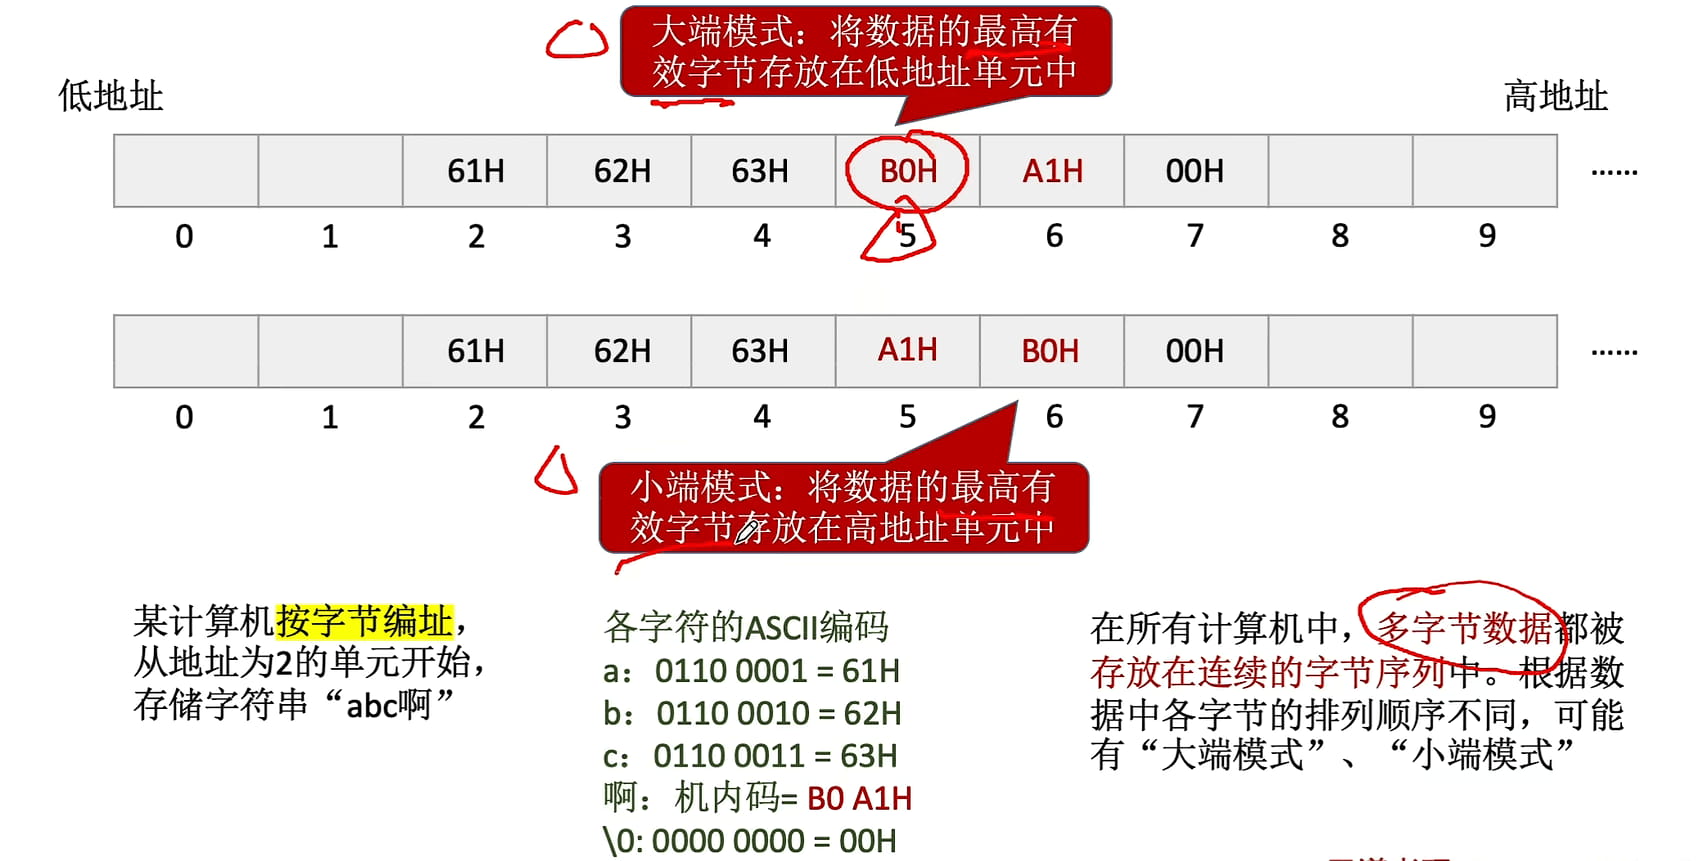 大端模式：将数据的最高有
效字节存放在低地址单元中
低地址
高地址
61H 62H 63H B0H A1H 00H ......
0 1 2 3 4 5 6 7 8 9
61H 62H 63H A1H B0H 00H ......
0 1 2 3 4 5 6 7 8 9
小端模式：将数据的最高有
效字节存放在高地址单元中
某计算机按字节编址，
从地址为2的单元开始，
存储字符串“abc啊”
各字符的ASCII编码
a：0110 0001 = 61H
b：0110 0010 = 62H
c：0110 0011 = 63H
啊：机内码= B0 A1H
\0: 0000 0000 = 00H
在所有计算机中，多字节数据都被
存放在连续的字节序列中。根据数
据中各字节的排列顺序不同，可能
有“大端模式”、“小端模式”